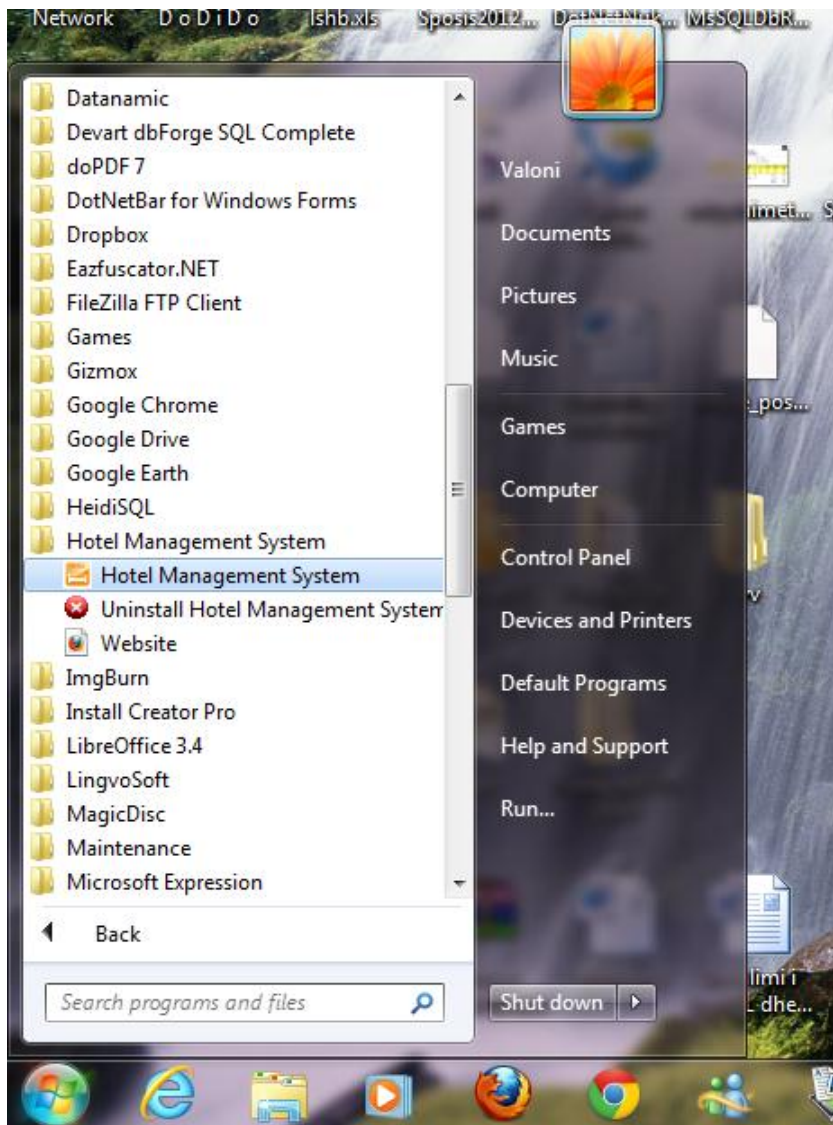 Network DoDiDo lshb.xls Sposis2012... DotNetNuk... MsSQLDbR...
Datanamic
Devart dbForge SQL Complete
doPDF 7
DotNetBar for Windows Forms
Dropbox
Eazfuscator.NET
FileZilla FTP Client
Games
Gizmox
Google Chrome
Google Drive
Google Earth
HeidiSQL
Hotel Management System
Hotel Management System
Uninstall Hotel Management System
Website
ImgBurn
Install Creator Pro
LibreOffice 3.4
LingvoSoft
MagicDisc
Maintenance
Microsoft Expression
Back
Search programs and files
Valoni
Documents
Pictures
Music
Games
Computer
Control Panel
Devices and Printers
Default Programs
Help and Support
Run...
Shut down